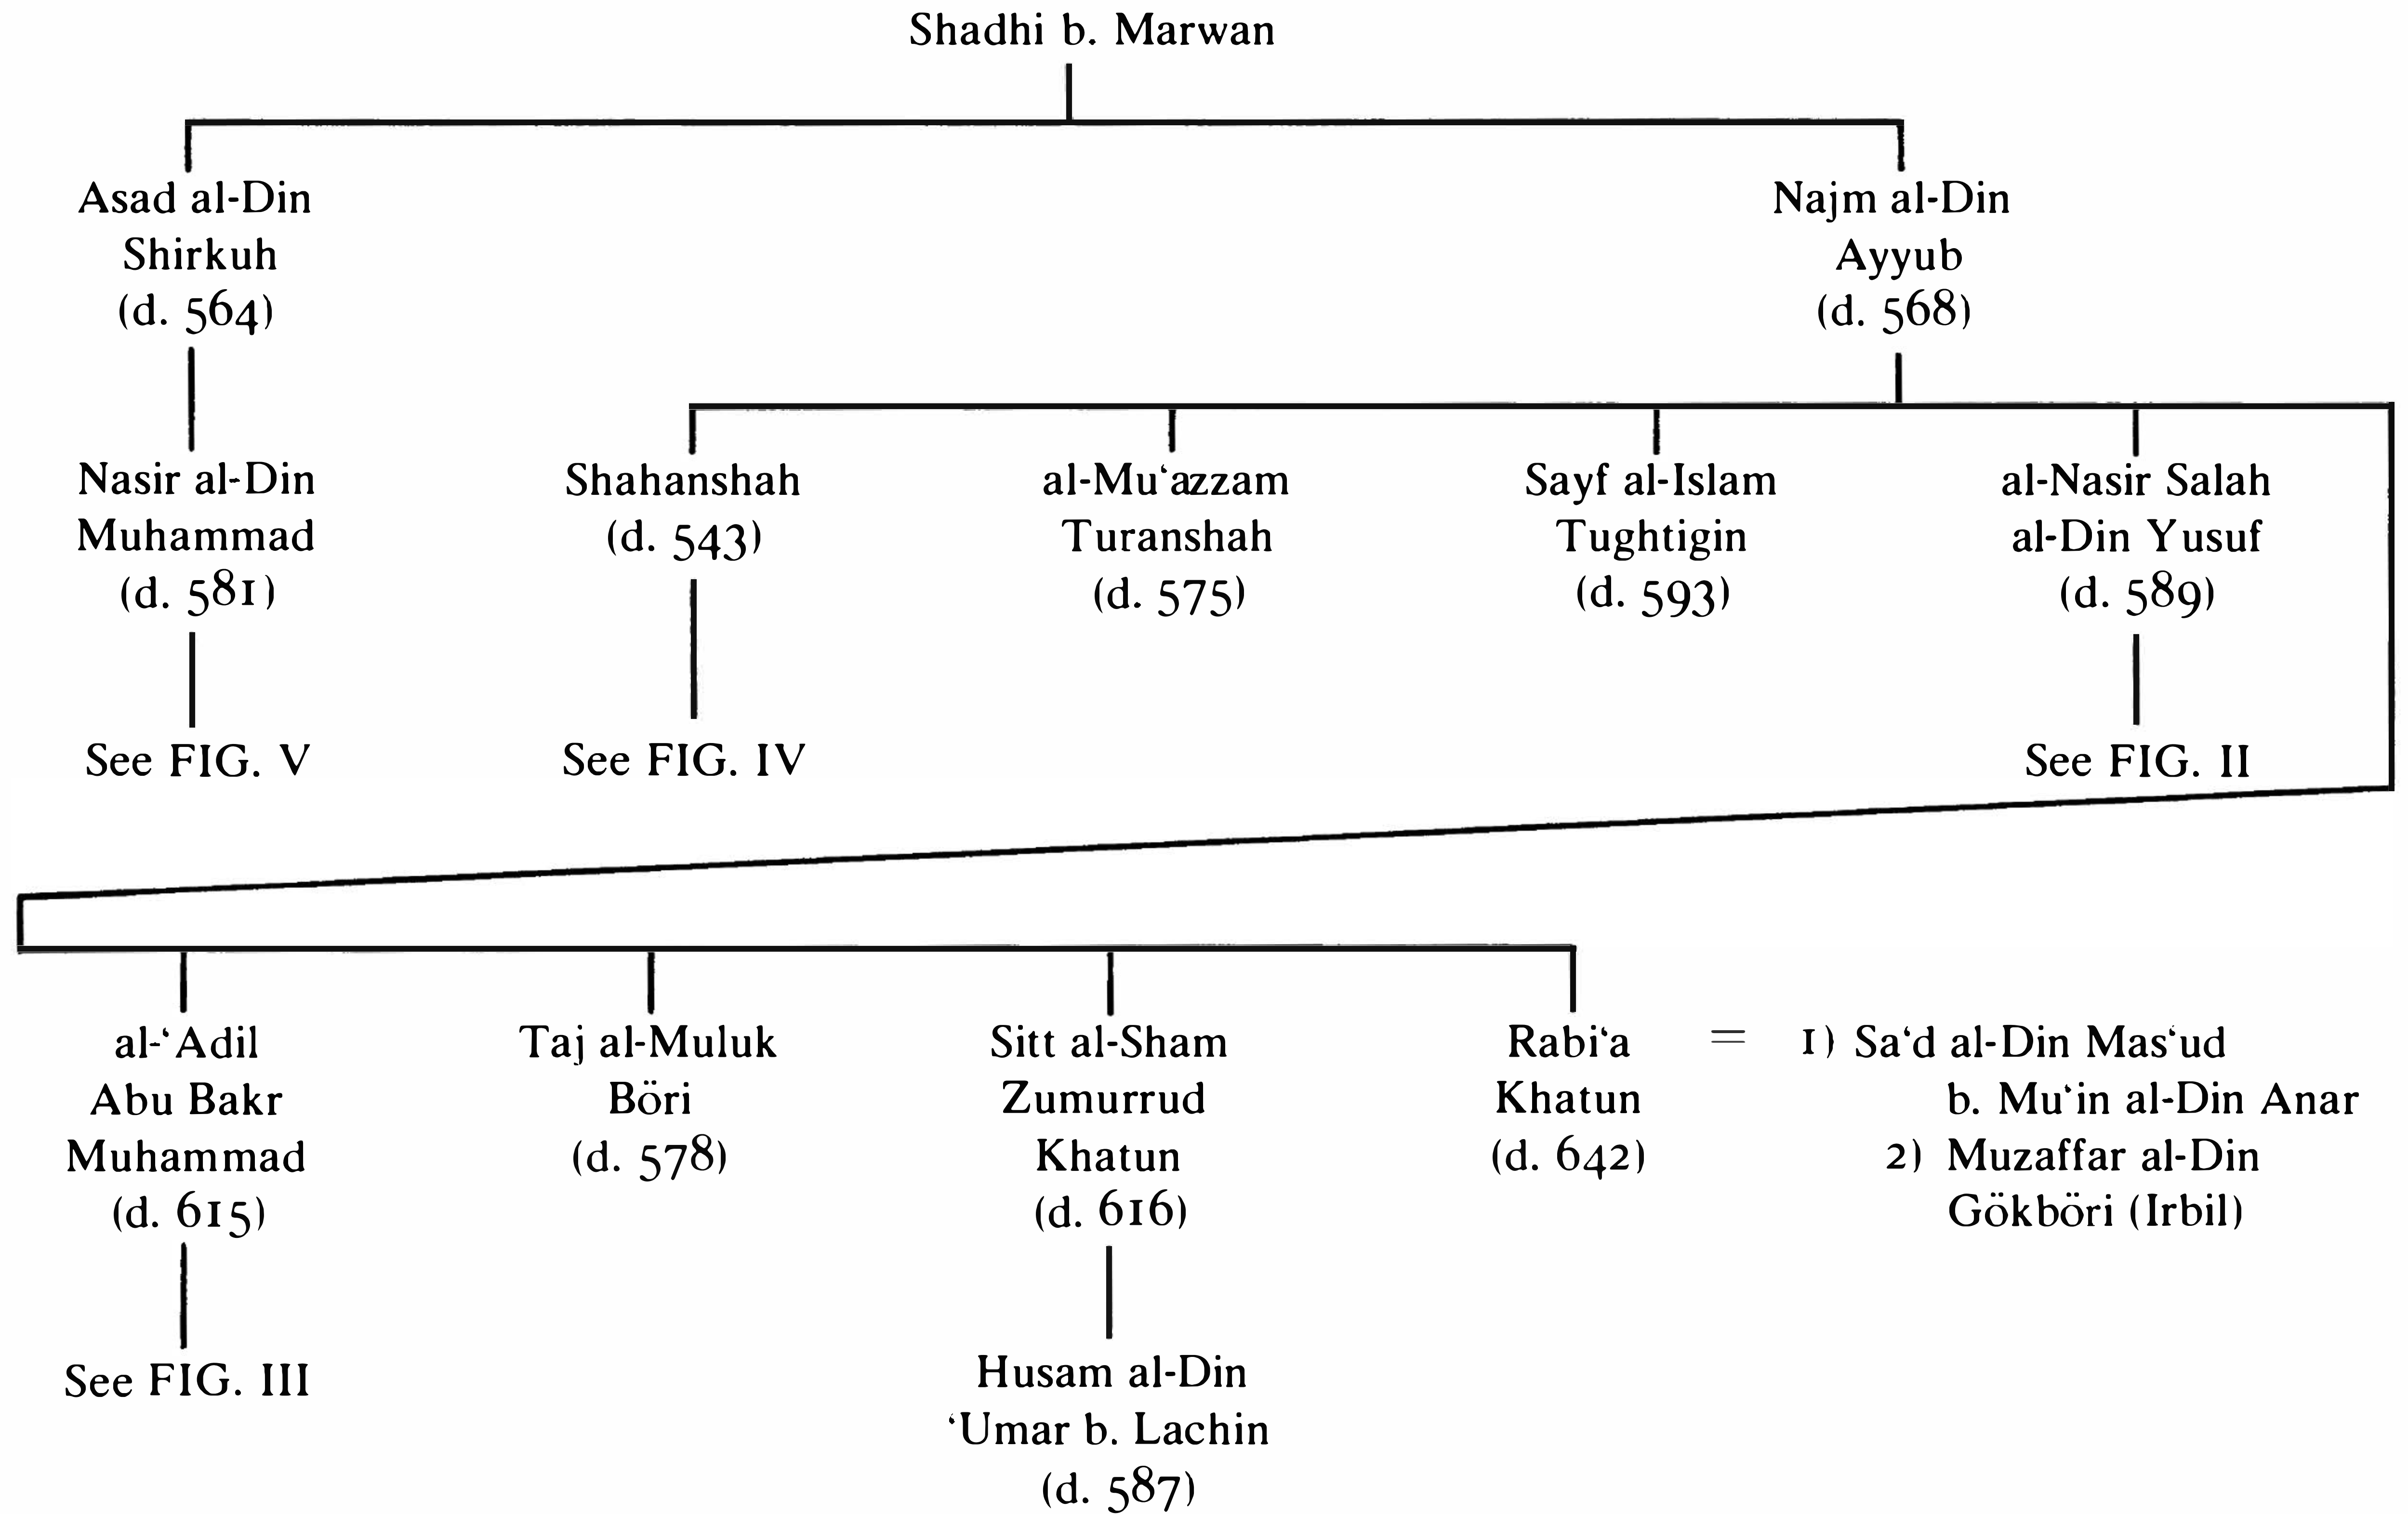 Shadhi b. Marwan
Asad al-Din
Shirkuh
(d. 564)
Najm al-Din
Ayyub
(d. 568)
Nasir al-Din
Muhammad
(d. 581)
See FIG. V
Shahanshah
(d. 543)
See FIG. IV
al-Mu‘azzam
Turanshah
(d. 575)
Sayf al-Islam
Tughtigin
(d. 593)
al-Nasir Salah
al-Din Yusuf
(d. 589)
See FIG. II
al-‘Adil
Abu Bakr
Muhammad
(d. 615)
See FIG. III
Taj al-Muluk
Böri
(d. 578)
Sitt al-Sham
Zumurrud
Khatun
(d. 616)
Husam al-Din
‘Umar b. Lachin
(d. 587)
Rabi‘a
Khatun
(d. 642)
= 1) Sa‘d al-Din Mas‘ud
b. Mu‘in al-Din Anar
2) Muzaffar al-Din
Gökböri (Irbil)